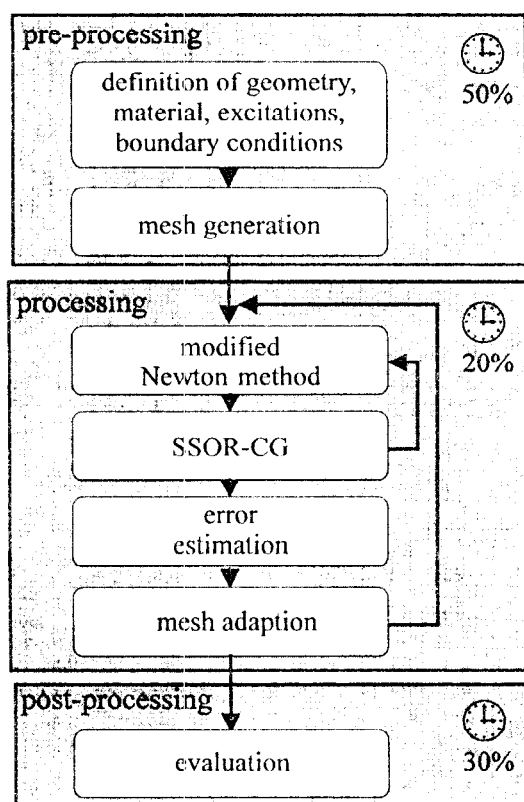 pre-processing
definition of geometry,
material, excitations,
boundary conditions
50%
mesh generation
processing
modified
Newton method
20%
SSOR-CG
error
estimation
mesh adaption
post-processing
evaluation
30%